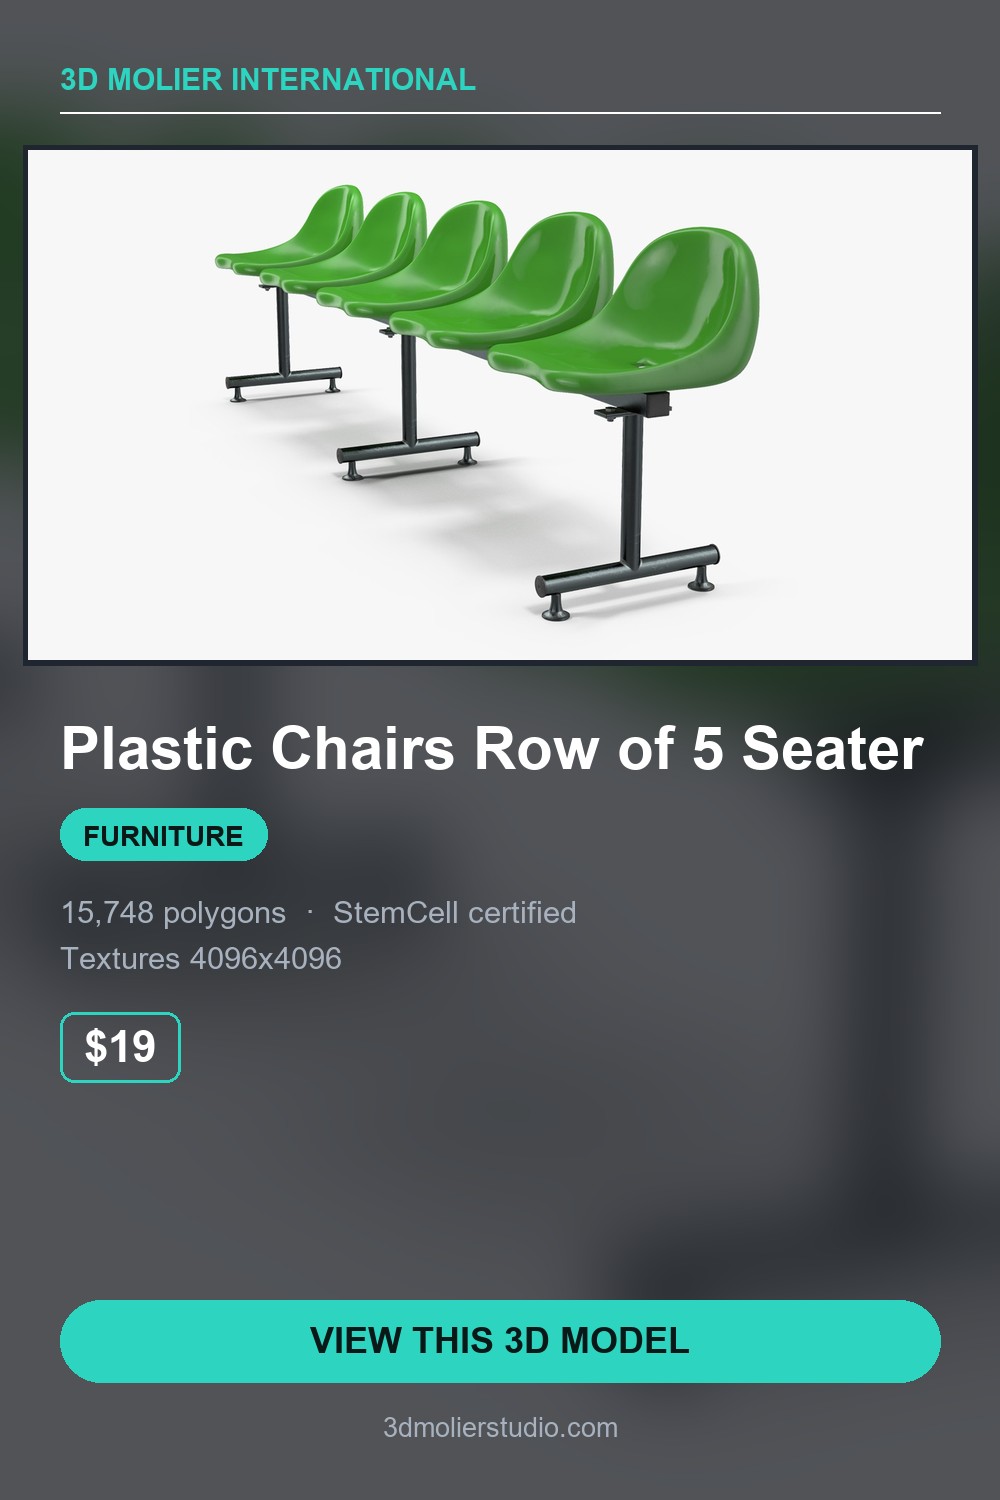 3D MOLIER INTERNATIONAL
Plastic Chairs Row of 5 Seater
FURNITURE
15,748 polygons · StemCell certified
Textures 4096x4096
$19
VIEW THIS 3D MODEL
3dmolierstudio.com